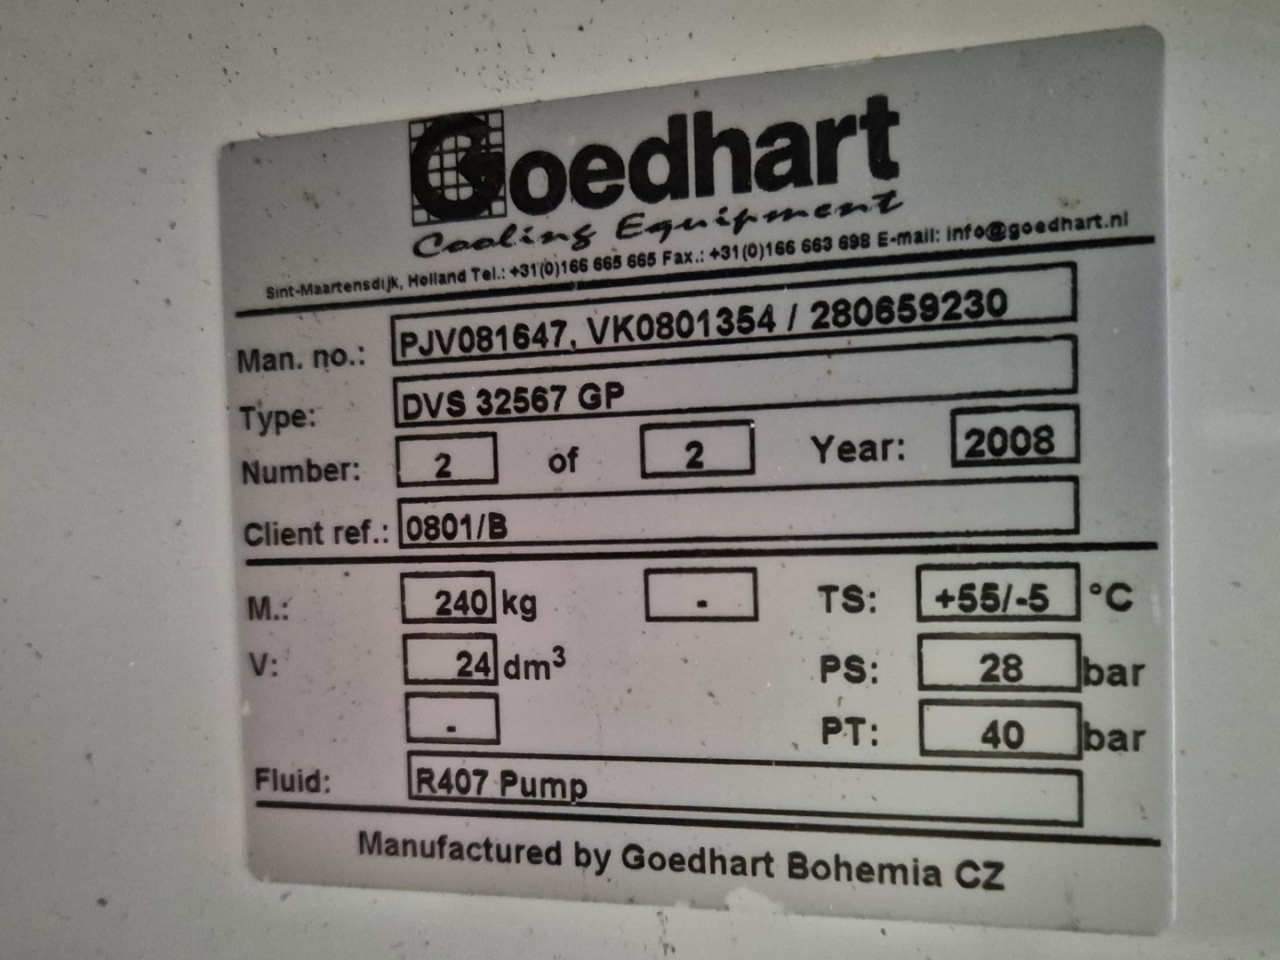 Goedhart
Cooling Equipment
Sint-Maartensdijk, Holland Tel.: +31(0)166 665 665 Fax.: +31(0)166 663 698 E-mail: info@goedhart.nl
Man. no.: PJV081647, VK0801354 / 280659230
Type: DVS 32567 GP
Number: 2 of 2 Year: 2008
Client ref.: 0801/B
M.: 240 kg - TS: +55/-5 °C
V: 24 dm³ PS: 28 bar
- PT: 40 bar
Fluid: R407 Pump
Manufactured by Goedhart Bohemia CZ